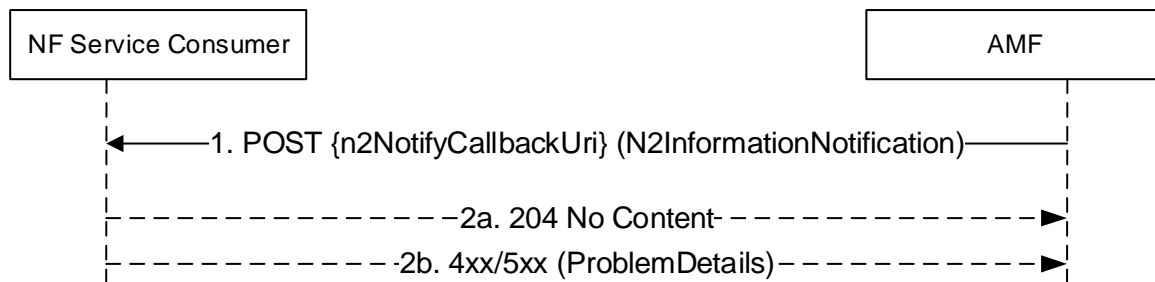 NF Service Consumer
AMF
1. POST {n2NotifyCallbackUri} (N2InformationNotification)
2a. 204 No Content
2b. 4xx/5xx (ProblemDetails)